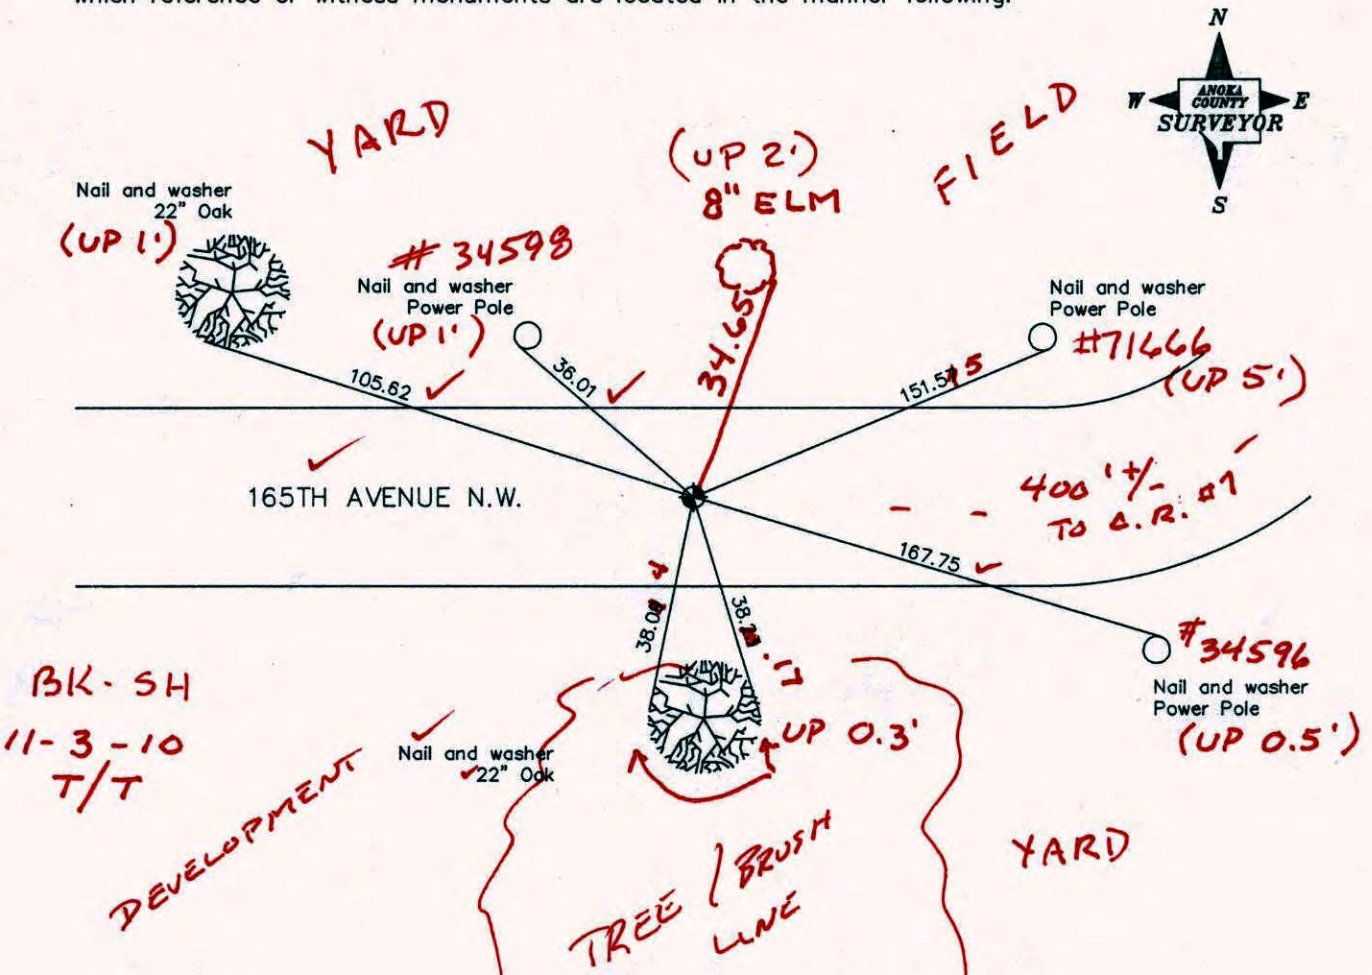 which reference or witness monuments are located in the manner following:
N
W
E
ANOKA
COUNTY
SURVEYOR
S
YARD
(UP 2')
8" ELM
FIELD
Nail and washer
22" Oak
(UP 1')
# 34598
Nail and washer
Power Pole
(UP 1')
Nail and washer
Power Pole
#71666
(UP 5')
105.62
36.01
34.65
165TH AVENUE N.W.
400' +/-
167.75
#34596
Nail and washer
Power Pole
(UP 0.5')
BK-SH
11-3-10
T/T
DEVELOPMENT
Nail and washer
22" Oak
UP 0.3'
TREE / BRUSH
LINE
YARD